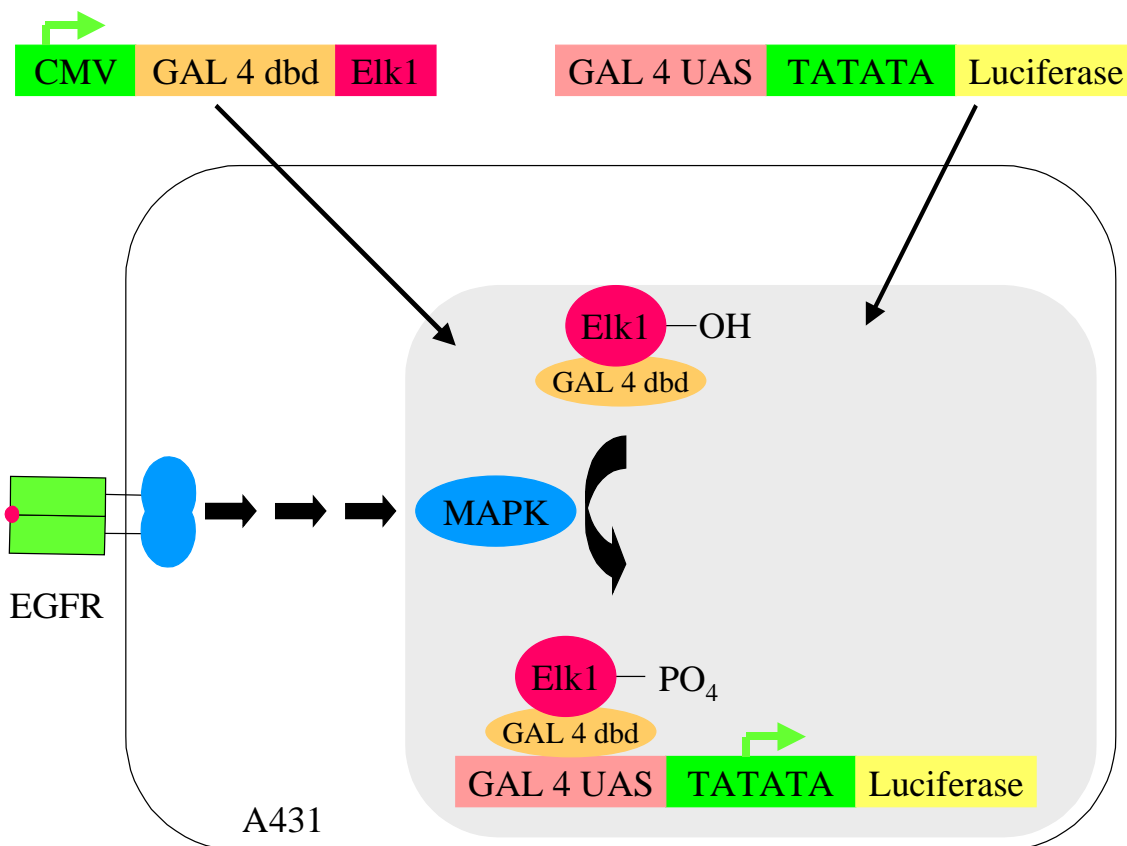 CMV GAL 4 dbd Elk1
GAL 4 UAS TATATA Luciferase
Elk1 OH
GAL 4 dbd
MAPK
EGFR
Elk1 PO4
GAL 4 dbd
GAL 4 UAS TATATA Luciferase
A431